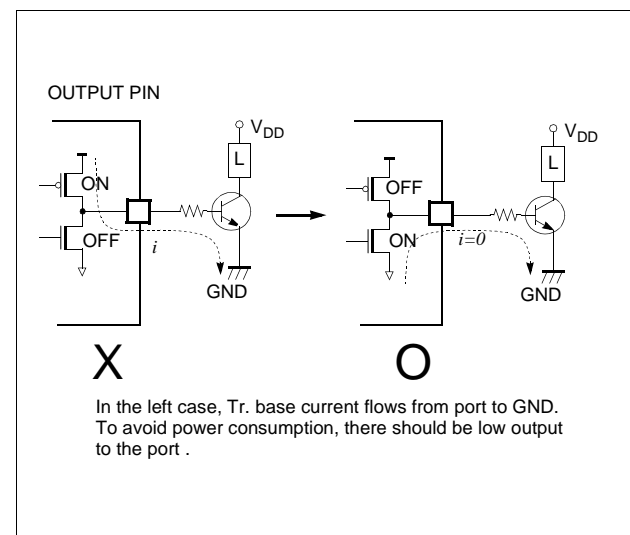 OUTPUT PIN
V_DD
L
ON
OFF
i
GND
X
V_DD
L
OFF
ON
i=0
GND
O
In the left case, Tr. base current flows from port to GND.
To avoid power consumption, there should be low output
to the port .